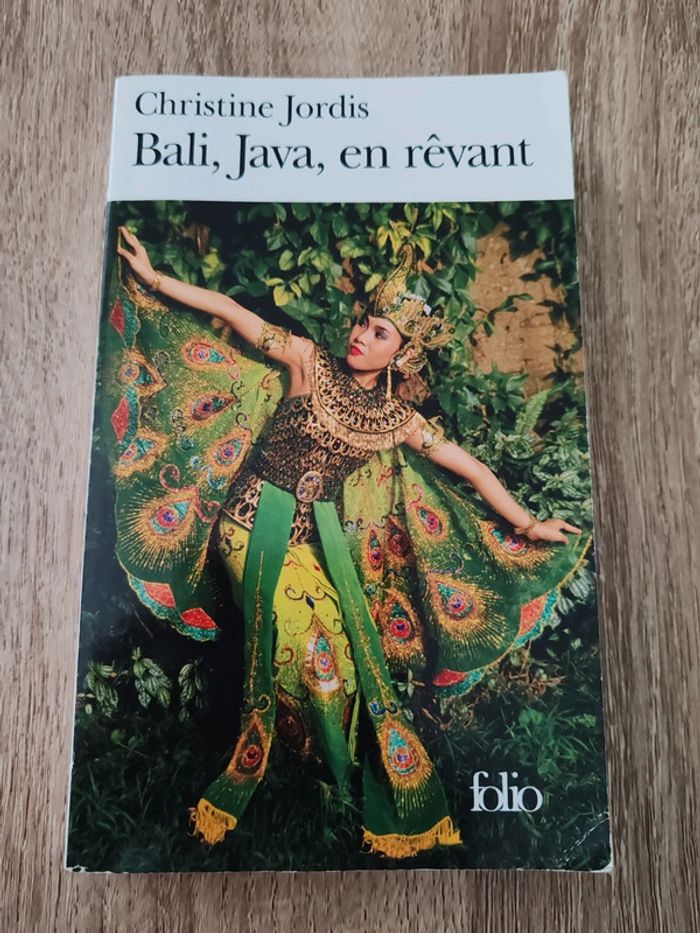 Christine Jordis
Bali, Java, en rêvant
folio